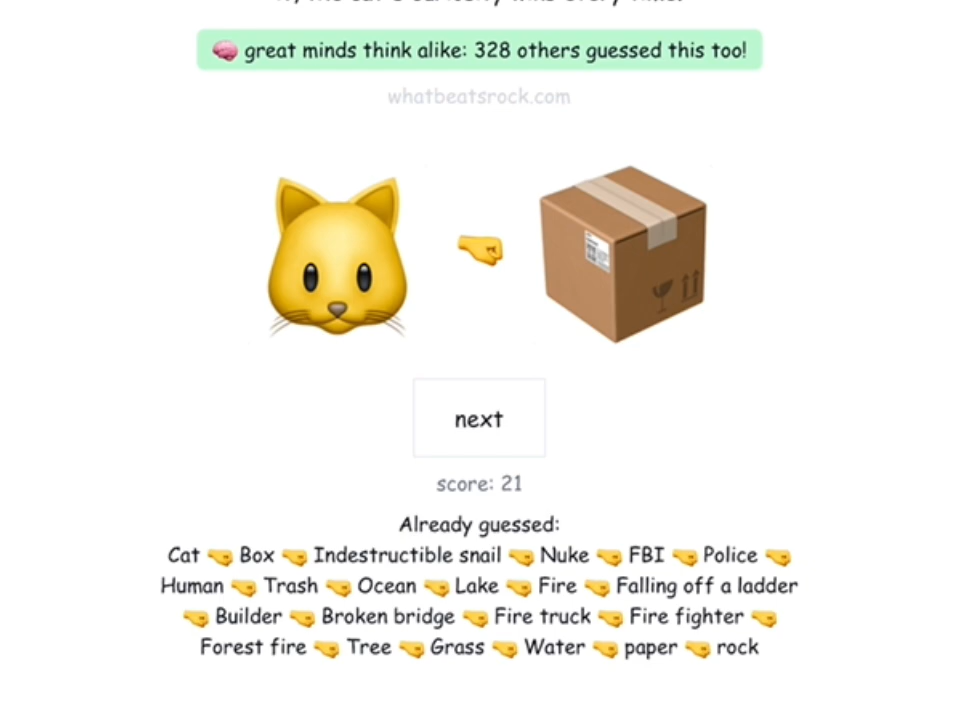 great minds think alike: 328 others guessed this too!
whatbeatsrock.com
next
score: 21
Already guessed:
Cat 🤜 Box 🤜 Indestructible snail 🤜 Nuke 🤜 FBI 🤜 Police 🤜
Human 🤜 Trash 🤜 Ocean 🤜 Lake 🤜 Fire 🤜 Falling off a ladder
🤜 Builder 🤜 Broken bridge 🤜 Fire truck 🤜 Fire fighter 🤜
Forest fire 🤜 Tree 🤜 Grass 🤜 Water 🤜 paper 🤜 rock